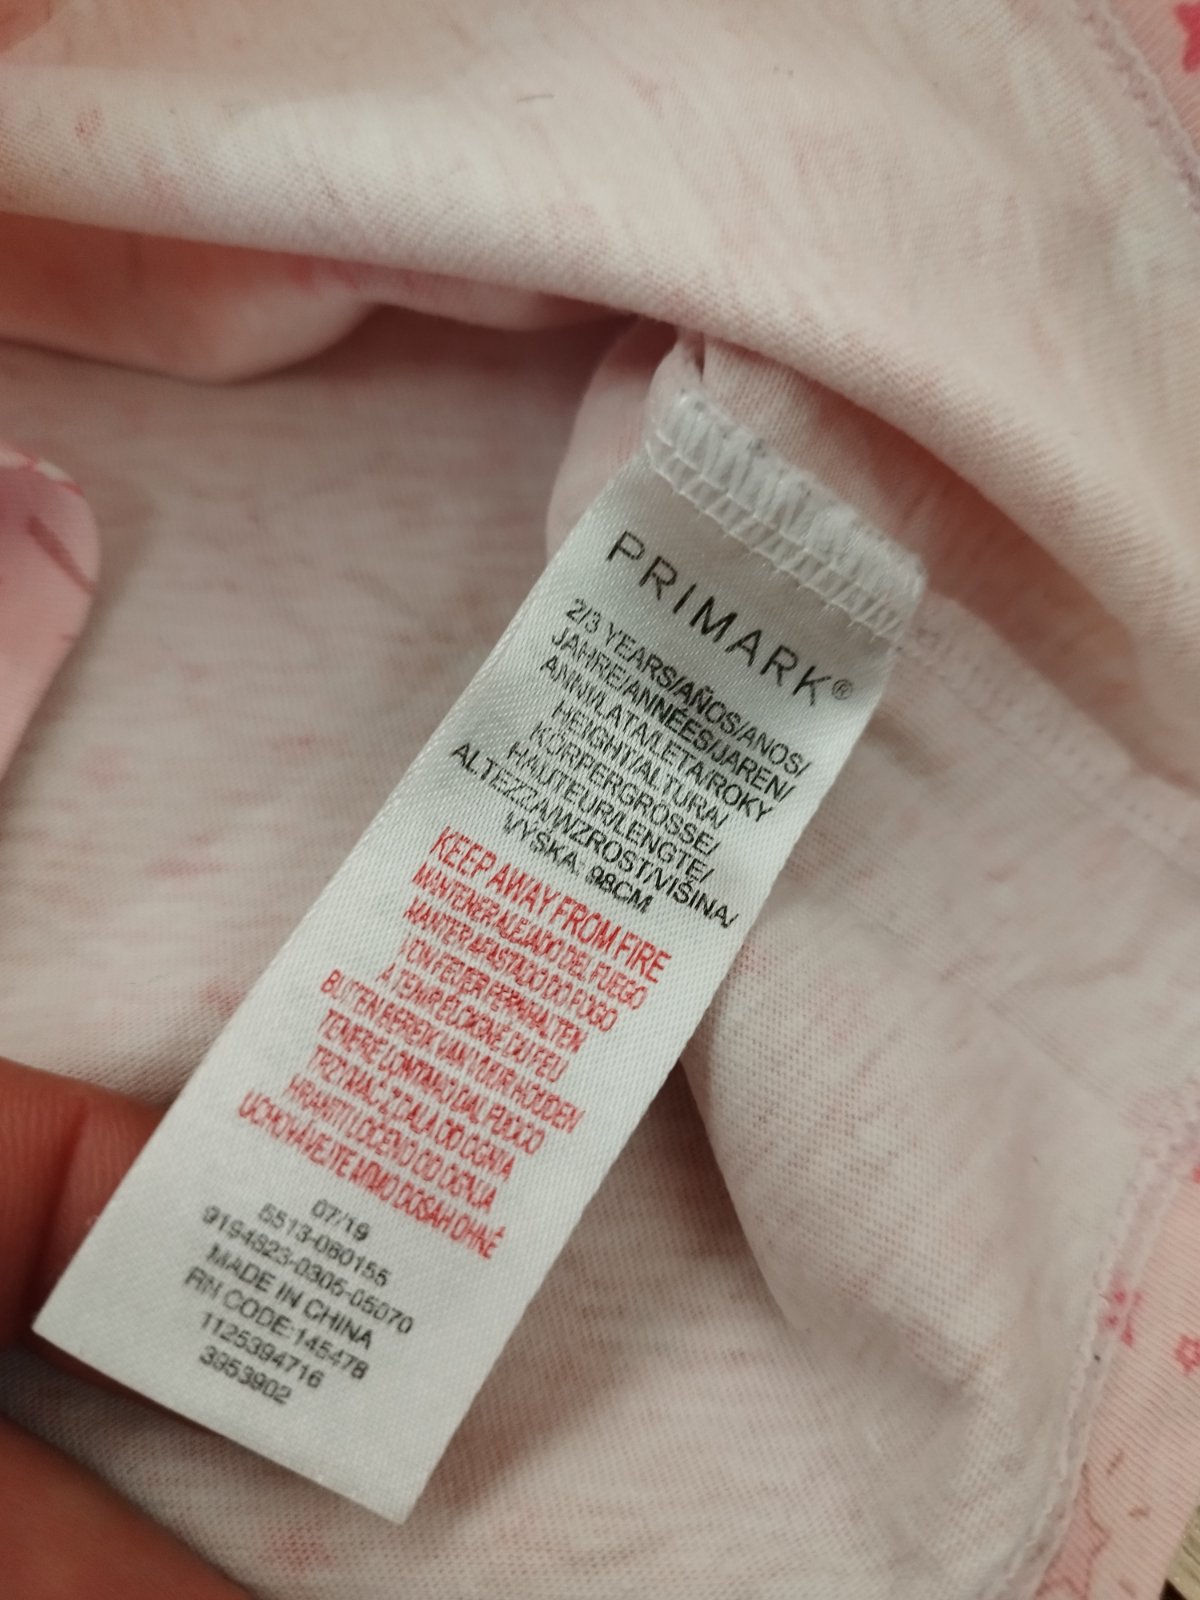 PRIMARK®
2/3 YEARS/AÑOS/ANOS/
JAHRE/ANNÉES/JAREN/
ANNI/LATA/LETA/ROKY
HEIGHT/ALTURA/
KÖRPERGRÖSSE/
HAUTEUR/LENGTE/
ALTEZZA/WZROST/VIŠINA/
VÝŠKA. 98CM
KEEP AWAY FROM FIRE
MANTENER ALEJADO DEL FUEGO
MANTER AFASTADO DO FOGO
VON FEUER FERNHALTEN
À TENIR ÉLOIGNÉ DU FEU
BUITEN BEREIK VAN VUUR HOUDEN
TENERE LONTANO DAL FUOCO
TRZYMAĆ Z DALA OD OGNIA
HRANITI LOČENO OD OGNJA
UCHOVÁVEJTE MIMO DOSAH OHNĚ
07/19
5513-060155
9194823-0305-05070
MADE IN CHINA
RN CODE:145478
1125394716
3953902